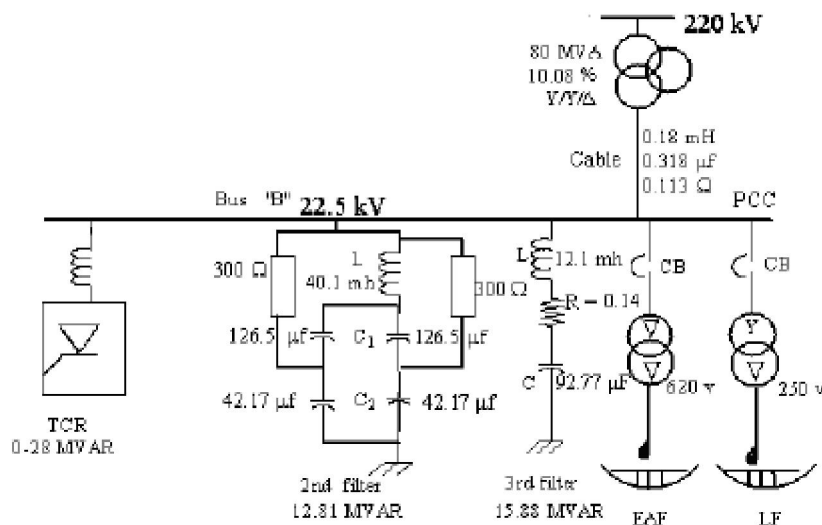 220 kV
80 MVA
10.08 %
Y/Y/Δ
Cable
0.18 mH
0.318 μf
0.113 Ω
Bus "B" 22.5 kV
PCC
300 Ω
L
40.1 mh
300 Ω
L
12.1 mh
R = 0.14
CB
CB
126.5 μf
C1
126.5 μf
42.17 μf
C2
42.17 μf
C
92.77 μF
Y
620 v
250 v
TCR
0-28 MVAR
2nd filter
12.81 MVAR
3rd filter
15.88 MVAR
EAF
LF